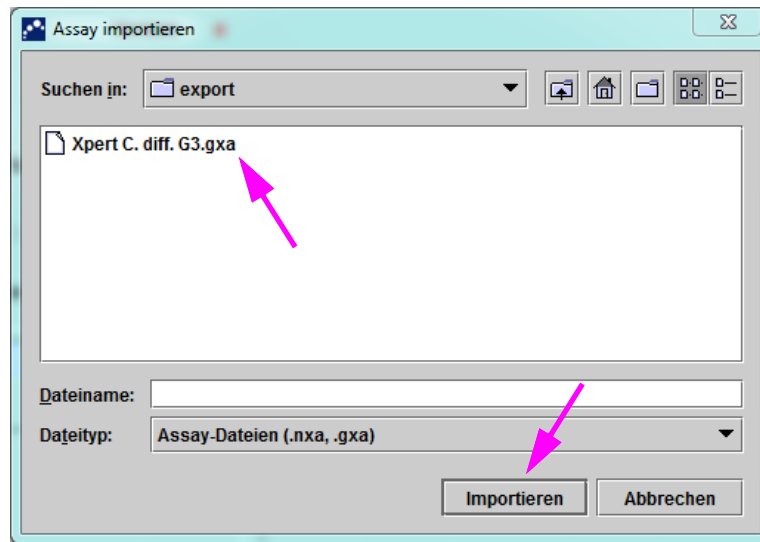 Assay importieren
Suchen in: export
Xpert C. diff. G3.gxa
Dateiname:
Dateityp: Assay-Dateien (.nxa, .gxa)
Importieren Abbrechen